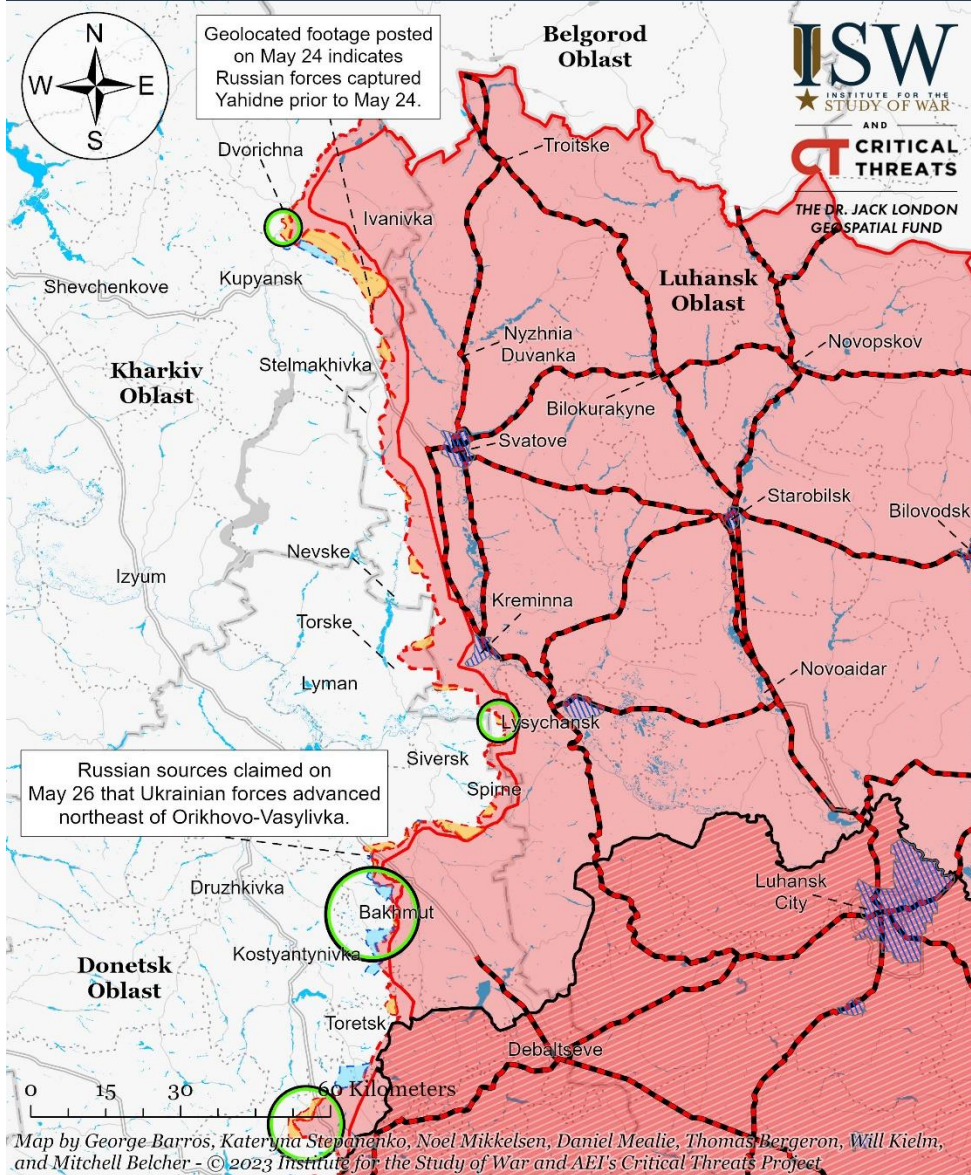 N
W E
S
Geolocated footage posted
on May 24 indicates
Russian forces captured
Yahidne prior to May 24.
Belgorod
Oblast
ISW
INSTITUTE FOR THE
STUDY OF WAR
AND
CT CRITICAL
THREATS
THE DR. JACK LONDON
GEOSPATIAL FUND
Dvorichna
Troitske
Ivanivka
Kupyansk
Shevchenkove
Luhansk
Oblast
Nyzhnia
Duvanka
Novopskov
Stelmakhivka
Kharkiv
Oblast
Bilokurakyne
Svatove
Starobilsk
Bilovodsk
Nevske
Izyum
Kreminna
Torske
Novoaidar
Lyman
Lysychansk
Siversk
Spirne
Russian sources claimed on
May 26 that Ukrainian forces advanced
northeast of Orikhovo-Vasylivka.
Druzhkivka
Luhansk
City
Bakhmut
Kostyantynivka
Donetsk
Oblast
Toretsk
Debaltseve
0 15 30 60 Kilometers
Map by George Barros, Kateryna Stepanenko, Noel Mikkelsen, Daniel Mealie, Thomas Bergeron, Will Kielm,
and Mitchell Belcher - © 2023 Institute for the Study of War and AEI's Critical Threats Project